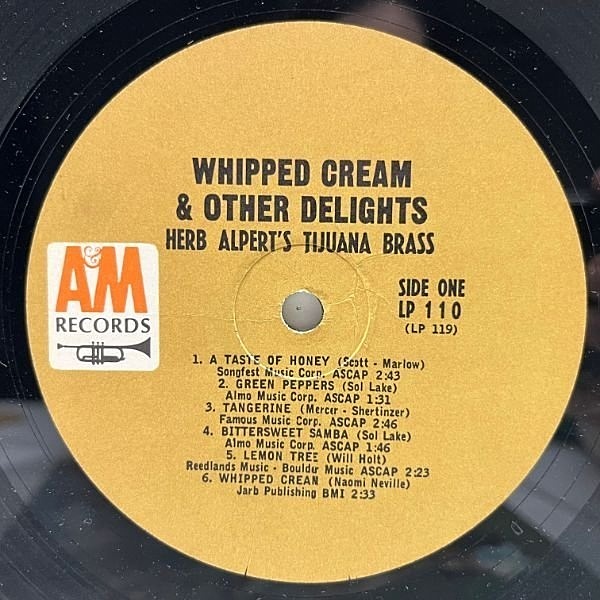 WHIPPED CREAM
& OTHER DELIGHTS
HERB ALPERT'S TIJUANA BRASS
A&M
RECORDS
SIDE ONE
LP 110
(LP 119)
1. A TASTE OF HONEY (Scott - Marlow)
Songfest Music Corp. ASCAP 2:43
2. GREEN PEPPERS (Sol Lake)
Almo Music Corp. ASCAP 1:31
3. TANGERINE (Mercer - Shertinzer)
Famous Music Corp. ASCAP 2:46
4. BITTERSWEET SAMBA (Sol Lake)
Almo Music Corp. ASCAP 1:46
5. LEMON TREE (Will Holt)
Reedlands Music - Boulder Music ASCAP 2:23
6. WHIPPED CREAN (Naomi Neville)
Jarb Publishing BMI 2:33